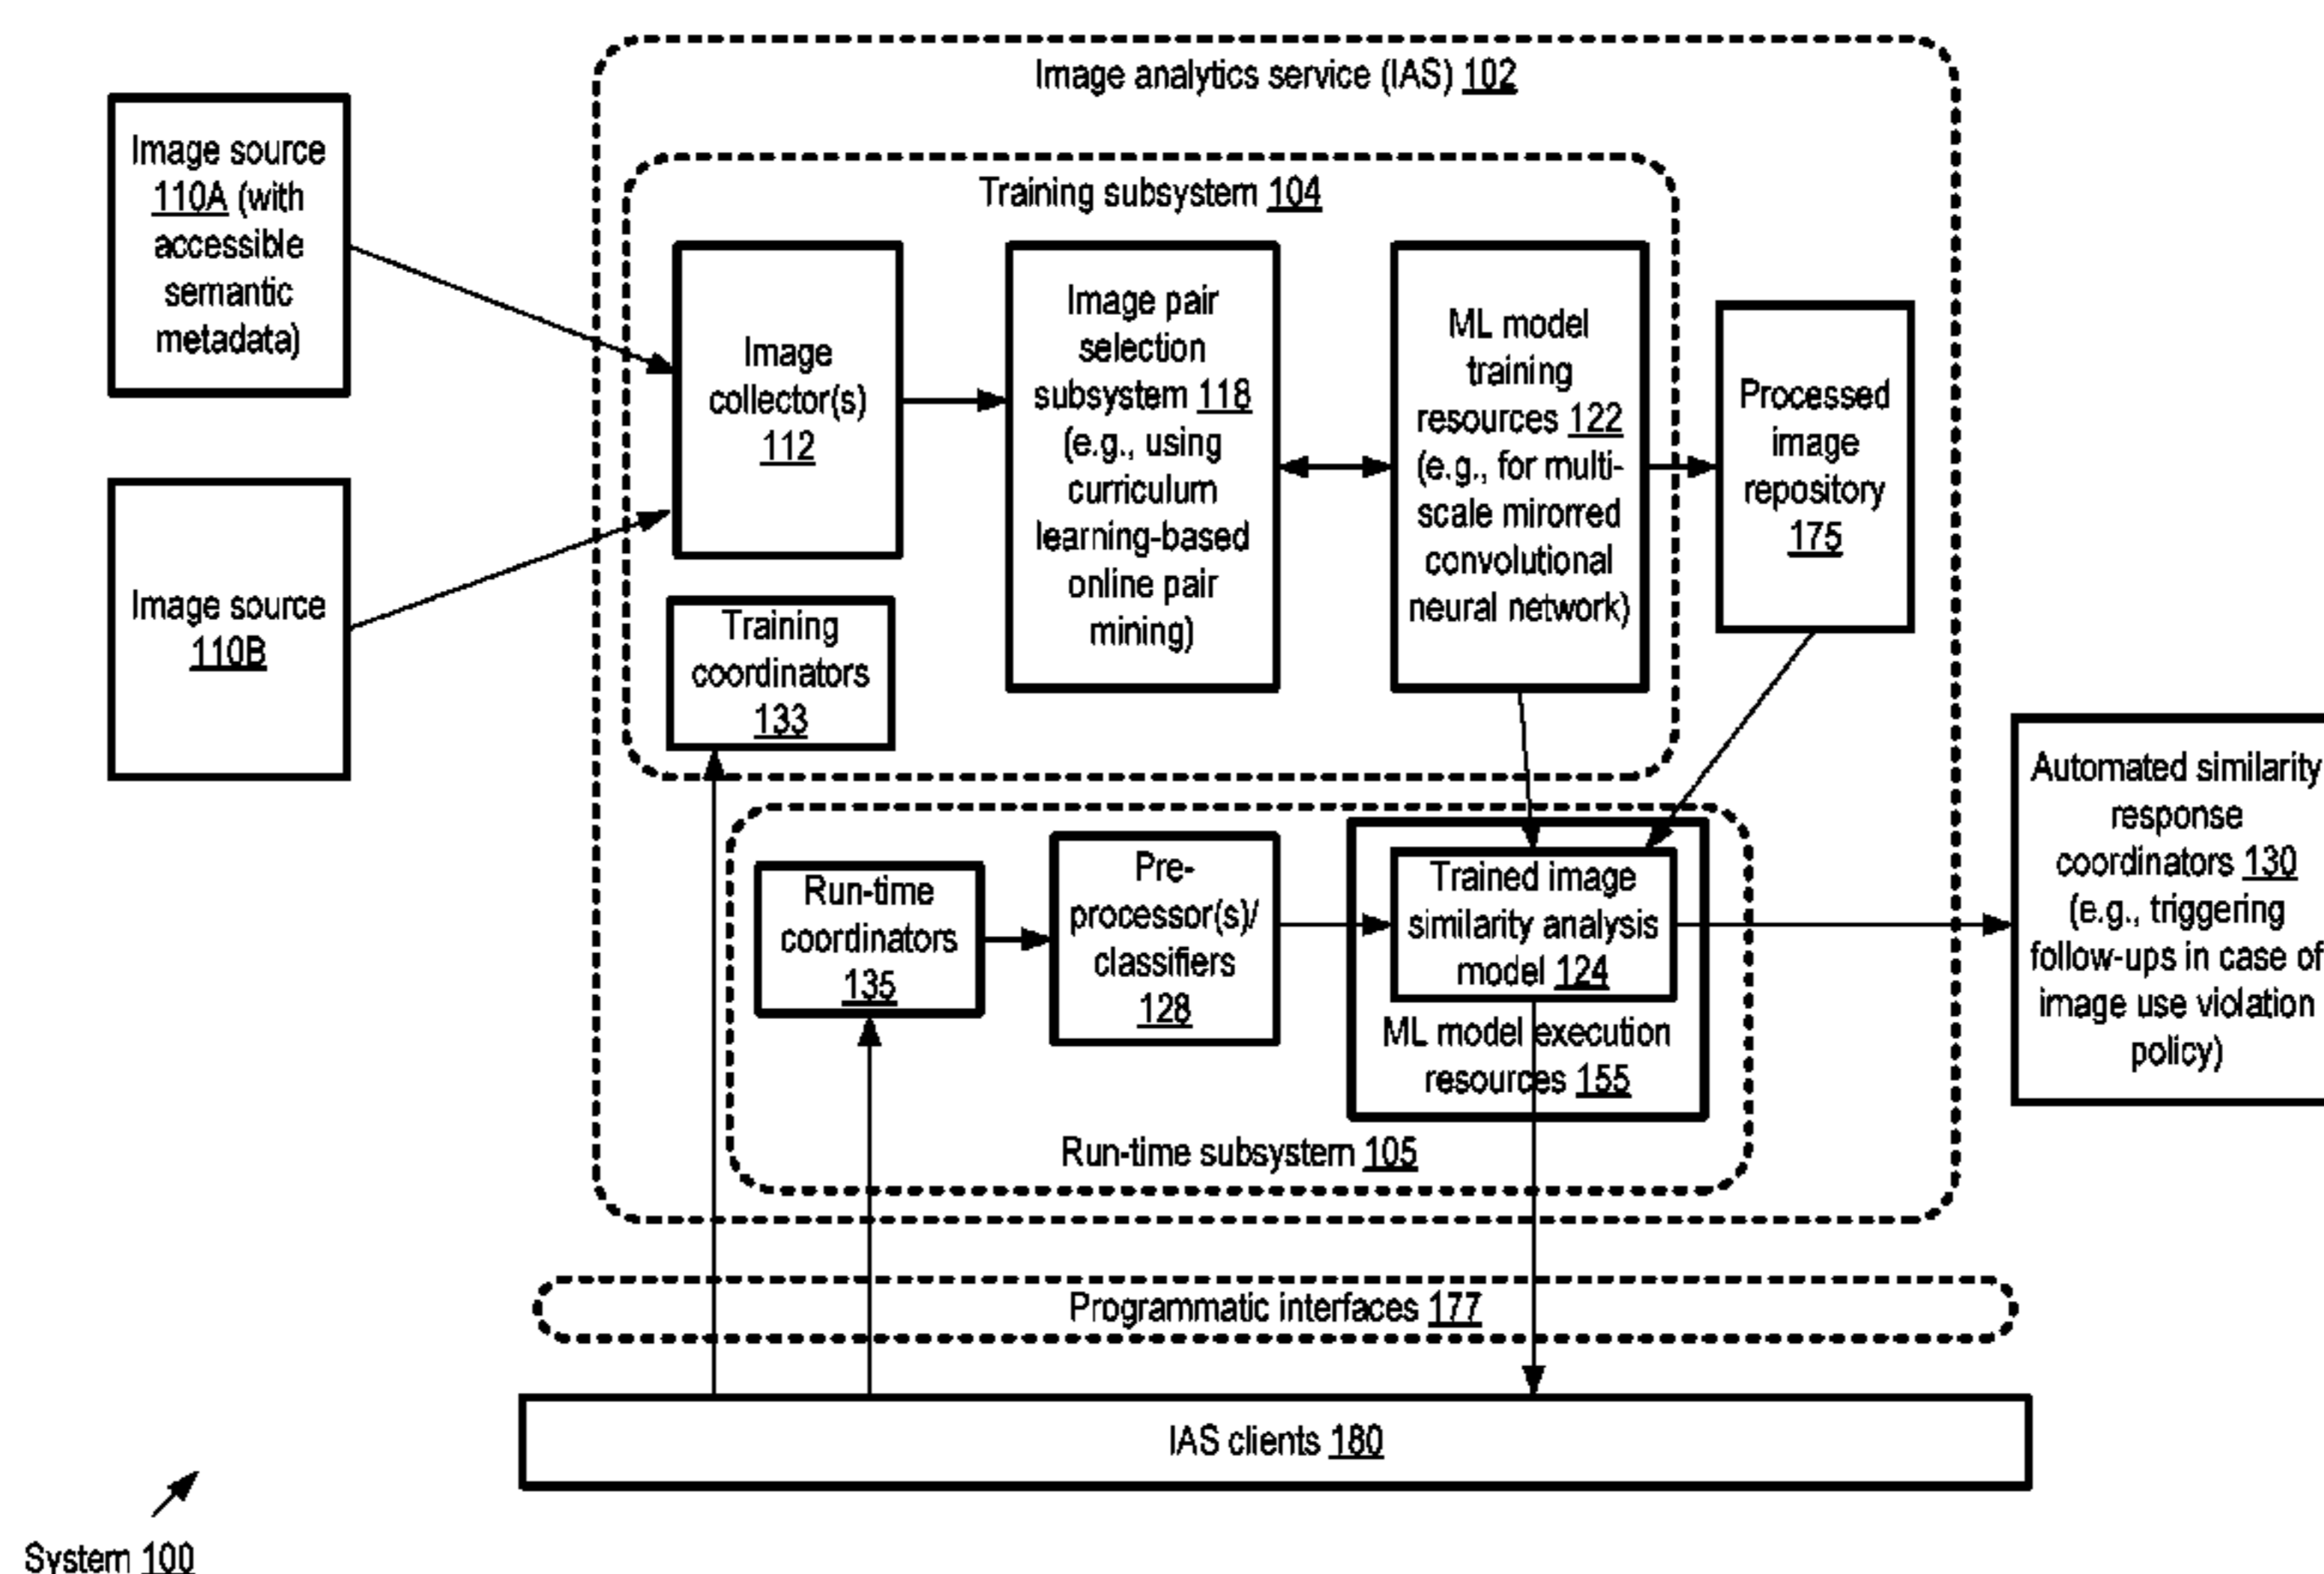 Image analytics service (IAS) 102
Image source
110A (with
accessible
semantic
metadata)
Image source
110B
Training subsystem 104
Image
collector(s)
112
Image pair
selection
subsystem 118
(e.g., using
curriculum
learning-based
online pair
mining)
ML model
training
resources 122
(e.g., for multi-
scale mirorred
convolutional
neural network)
Processed
image
repository
175
Training
coordinators
133
Run-time
coordinators
135
Pre-
processor(s)/
classifiers
128
Trained image
similarity analysis
model 124
ML model execution
resources 155
Run-time subsystem 105
Automated similarity
response
coordinators 130
(e.g., triggering
follow-ups in case of
image use violation
policy)
Programmatic interfaces 177
IAS clients 180
System 100